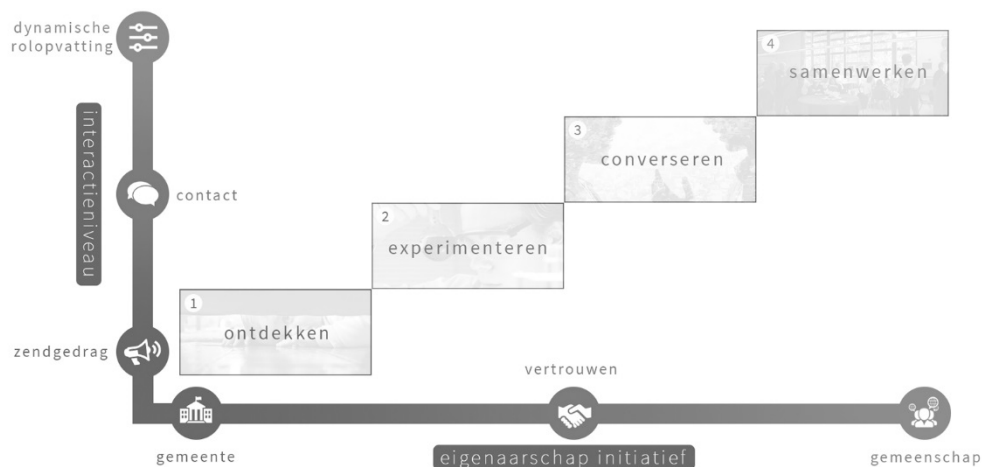 dynamische
rolopvatting
interactieniveau
contact
zendgedrag
4
samenwerken
3
converseren
2
experimenteren
1
ontdekken
vertrouwen
gemeente
eigenaarschap initiatief
gemeenschap